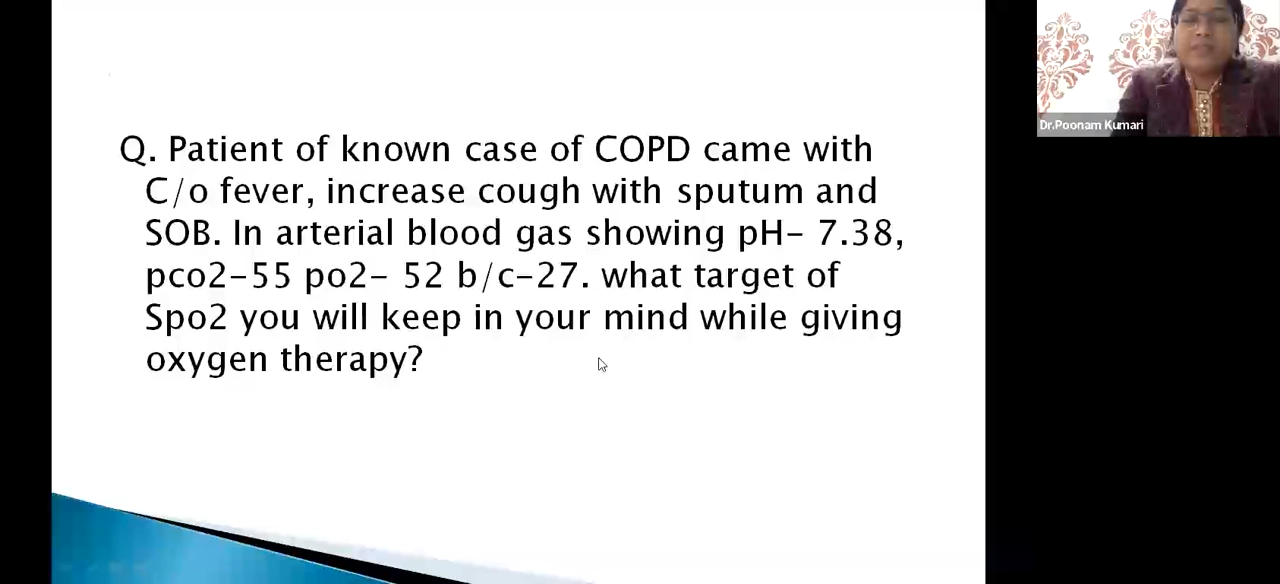 Q. Patient of known case of COPD came with
C/o fever, increase cough with sputum and
SOB. In arterial blood gas showing pH- 7.38,
pco2-55 po2- 52 b/c-27. what target of
Spo2 you will keep in your mind while giving
oxygen therapy?
Dr.Poonam Kumari